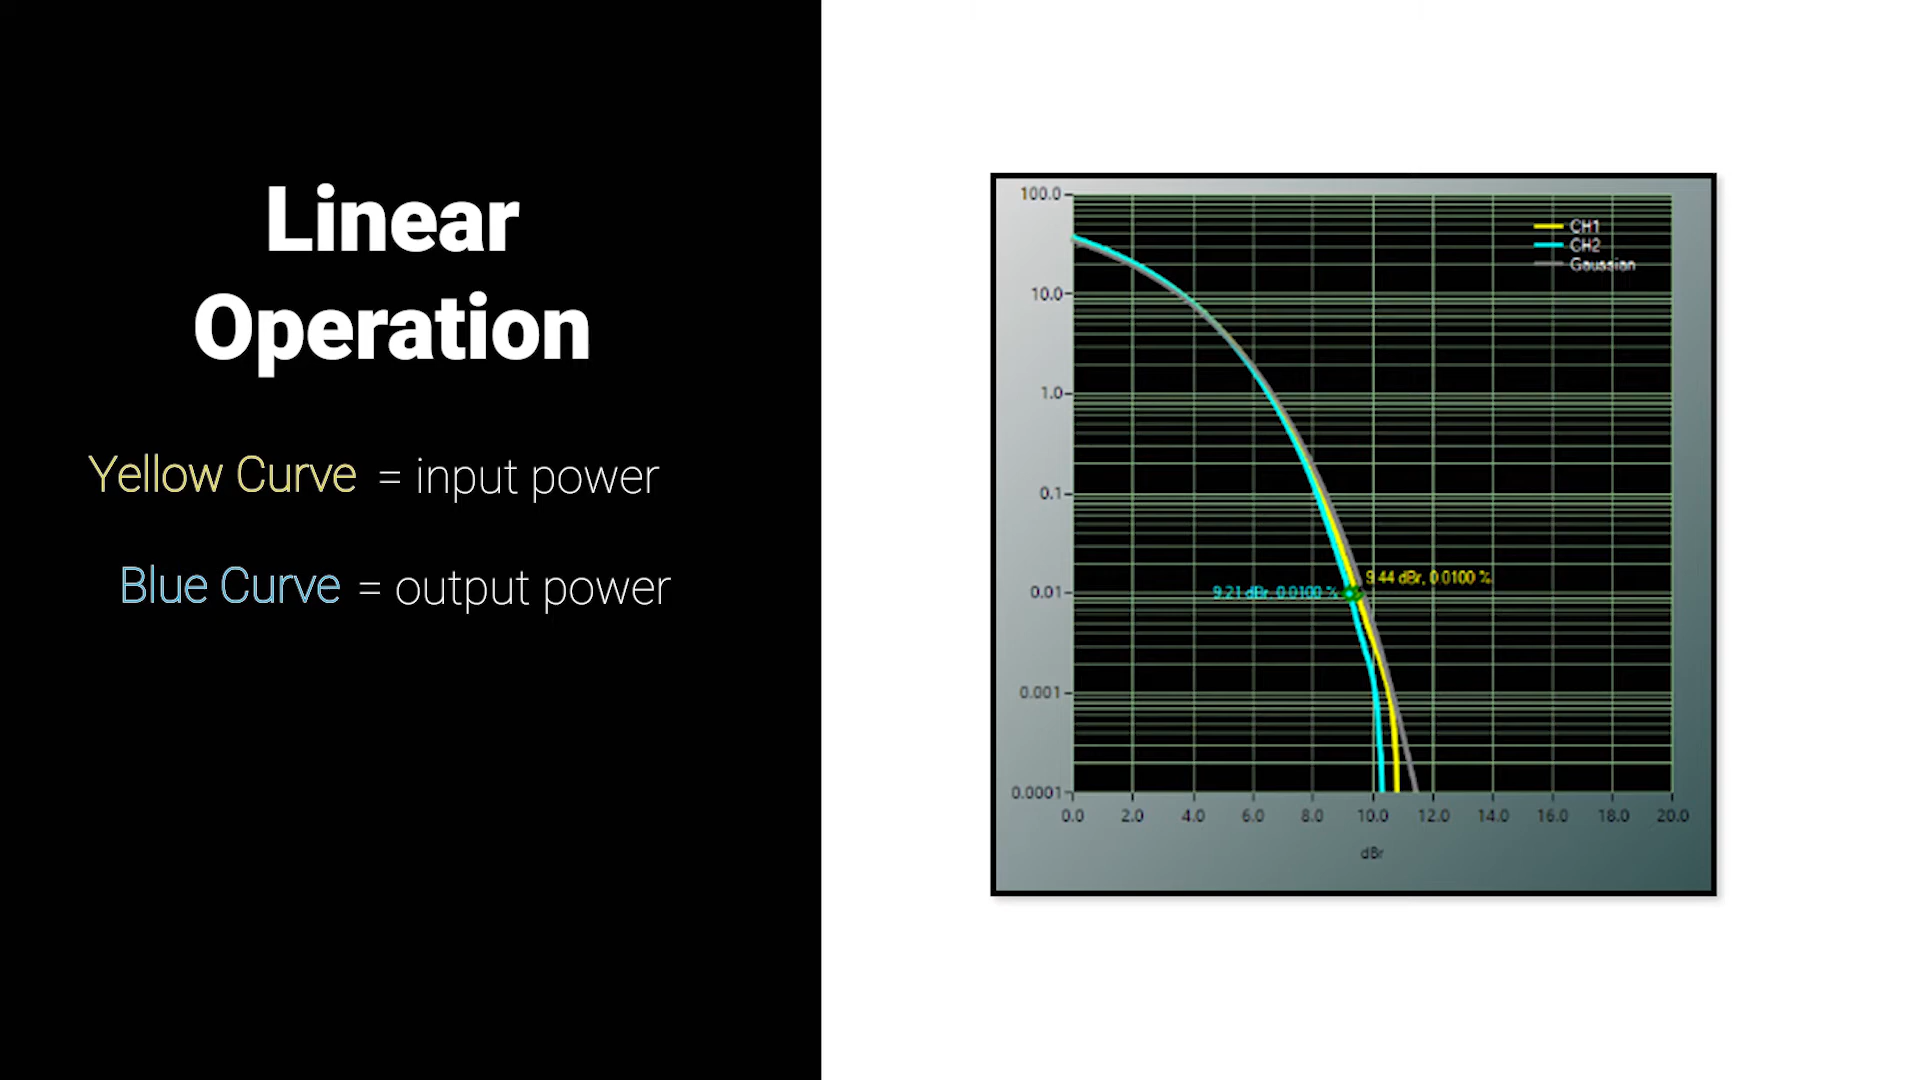 Linear
Operation
Yellow Curve = input power
Blue Curve = output power
100.0
10.0
1.0
0.1
0.01
0.001
0.0001
CH1
CH2
Gaussian
9.44 dBr, 0.0100 %
9.21 dBr, 0.0100 %
0.0 2.0 4.0 6.0 8.0 10.0 12.0 14.0 16.0 18.0 20.0
dBr